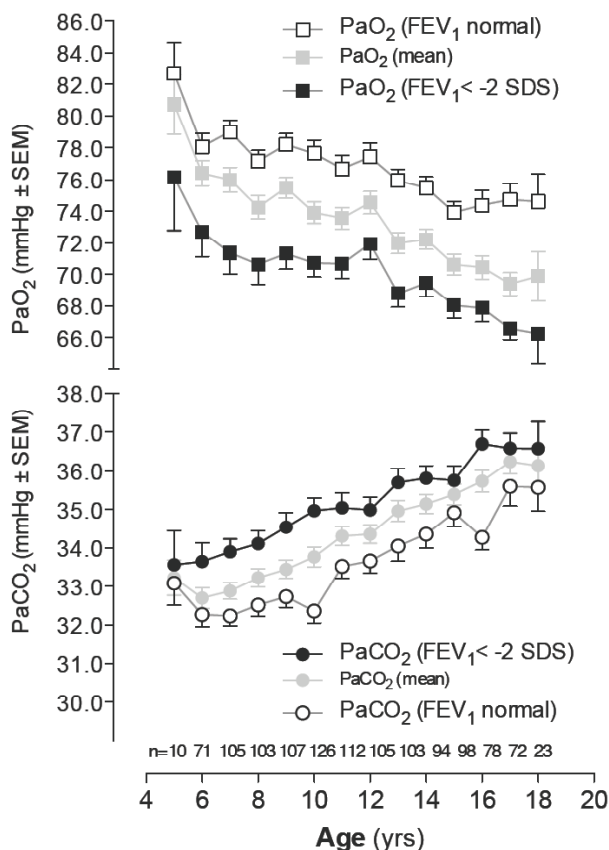 PaO2 (mmHg ± SEM)
86.0
84.0
82.0
80.0
78.0
76.0
74.0
72.0
70.0
68.0
66.0
PaO2 (FEV1 normal)
PaO2 (mean)
PaO2 (FEV1< -2 SDS)
PaCO2 (mmHg ± SEM)
38.0
37.0
36.0
35.0
34.0
33.0
32.0
31.0
30.0
PaCO2 (FEV1< -2 SDS)
PaCO2 (mean)
PaCO2 (FEV1 normal)
n=10 71 105 103 107 126 112 105 103 94 98 78 72 23
4 6 8 10 12 14 16 18 20
Age (yrs)